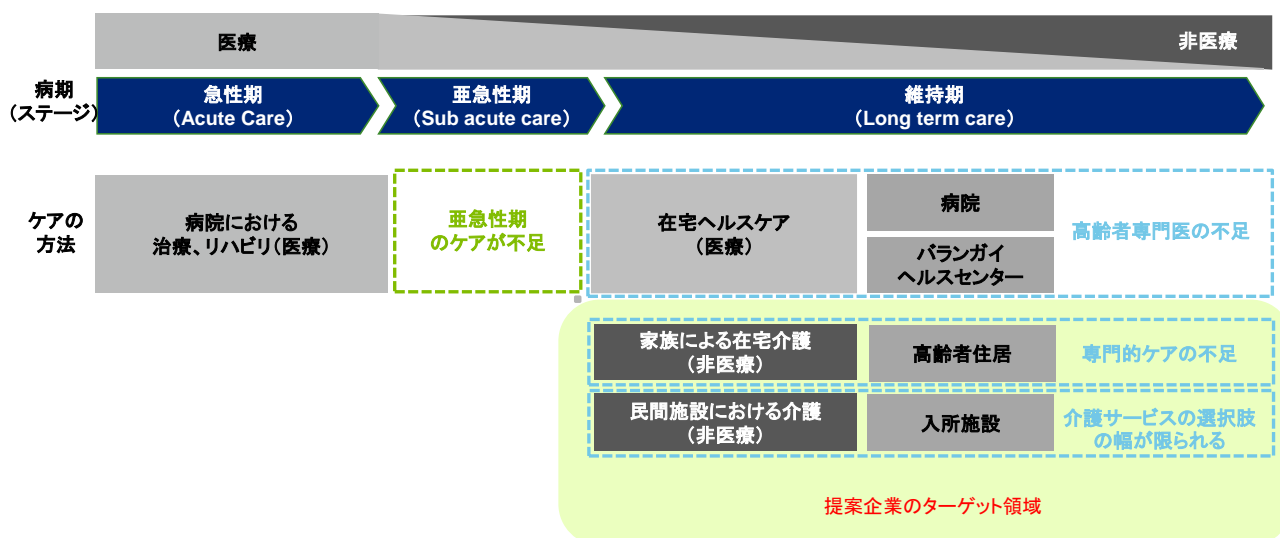 医療
非医療
病期
（ステージ）
急性期
（Acute Care）
亜急性期
（Sub acute care）
維持期
（Long term care）
ケアの
方法
病院における
治療、リハビリ（医療）
亜急性期
のケアが不足
在宅ヘルスケア
（医療）
病院
バランガイ
ヘルスセンター
高齢者専門医の不足
家族による在宅介護
（非医療）
高齢者住居
専門的ケアの不足
民間施設における介護
（非医療）
入所施設
介護サービスの選択肢
の幅が限られる
提案企業のターゲット領域